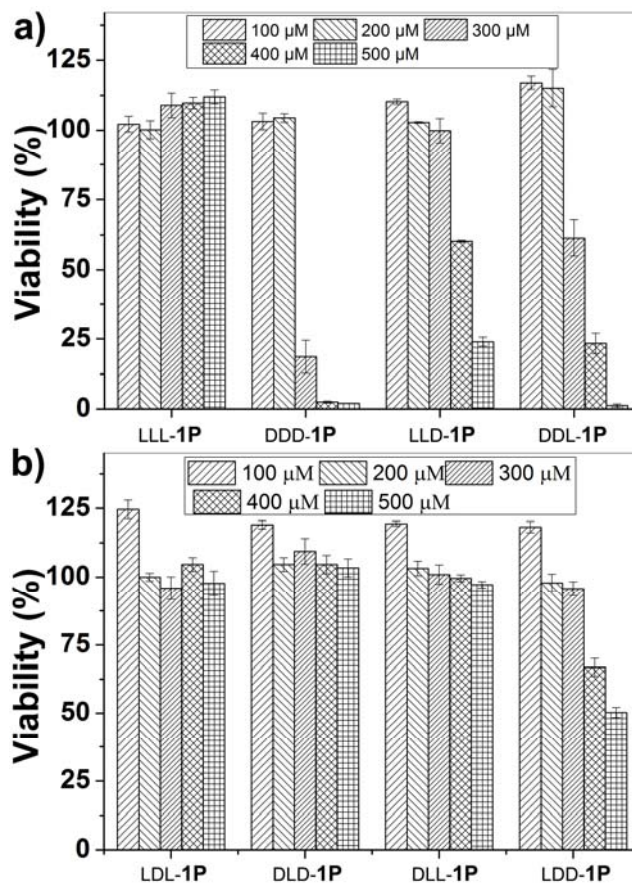 a)
100 µM 200 µM 300 µM
400 µM 500 µM
Viability (%)
125
100
75
50
25
0
LLL-1P DDD-1P LLD-1P DDL-1P
b)
100 µM 200 µM 300 µM
400 µM 500 µM
Viability (%)
125
100
75
50
25
0
LDL-1P DLD-1P DLL-1P LDD-1P